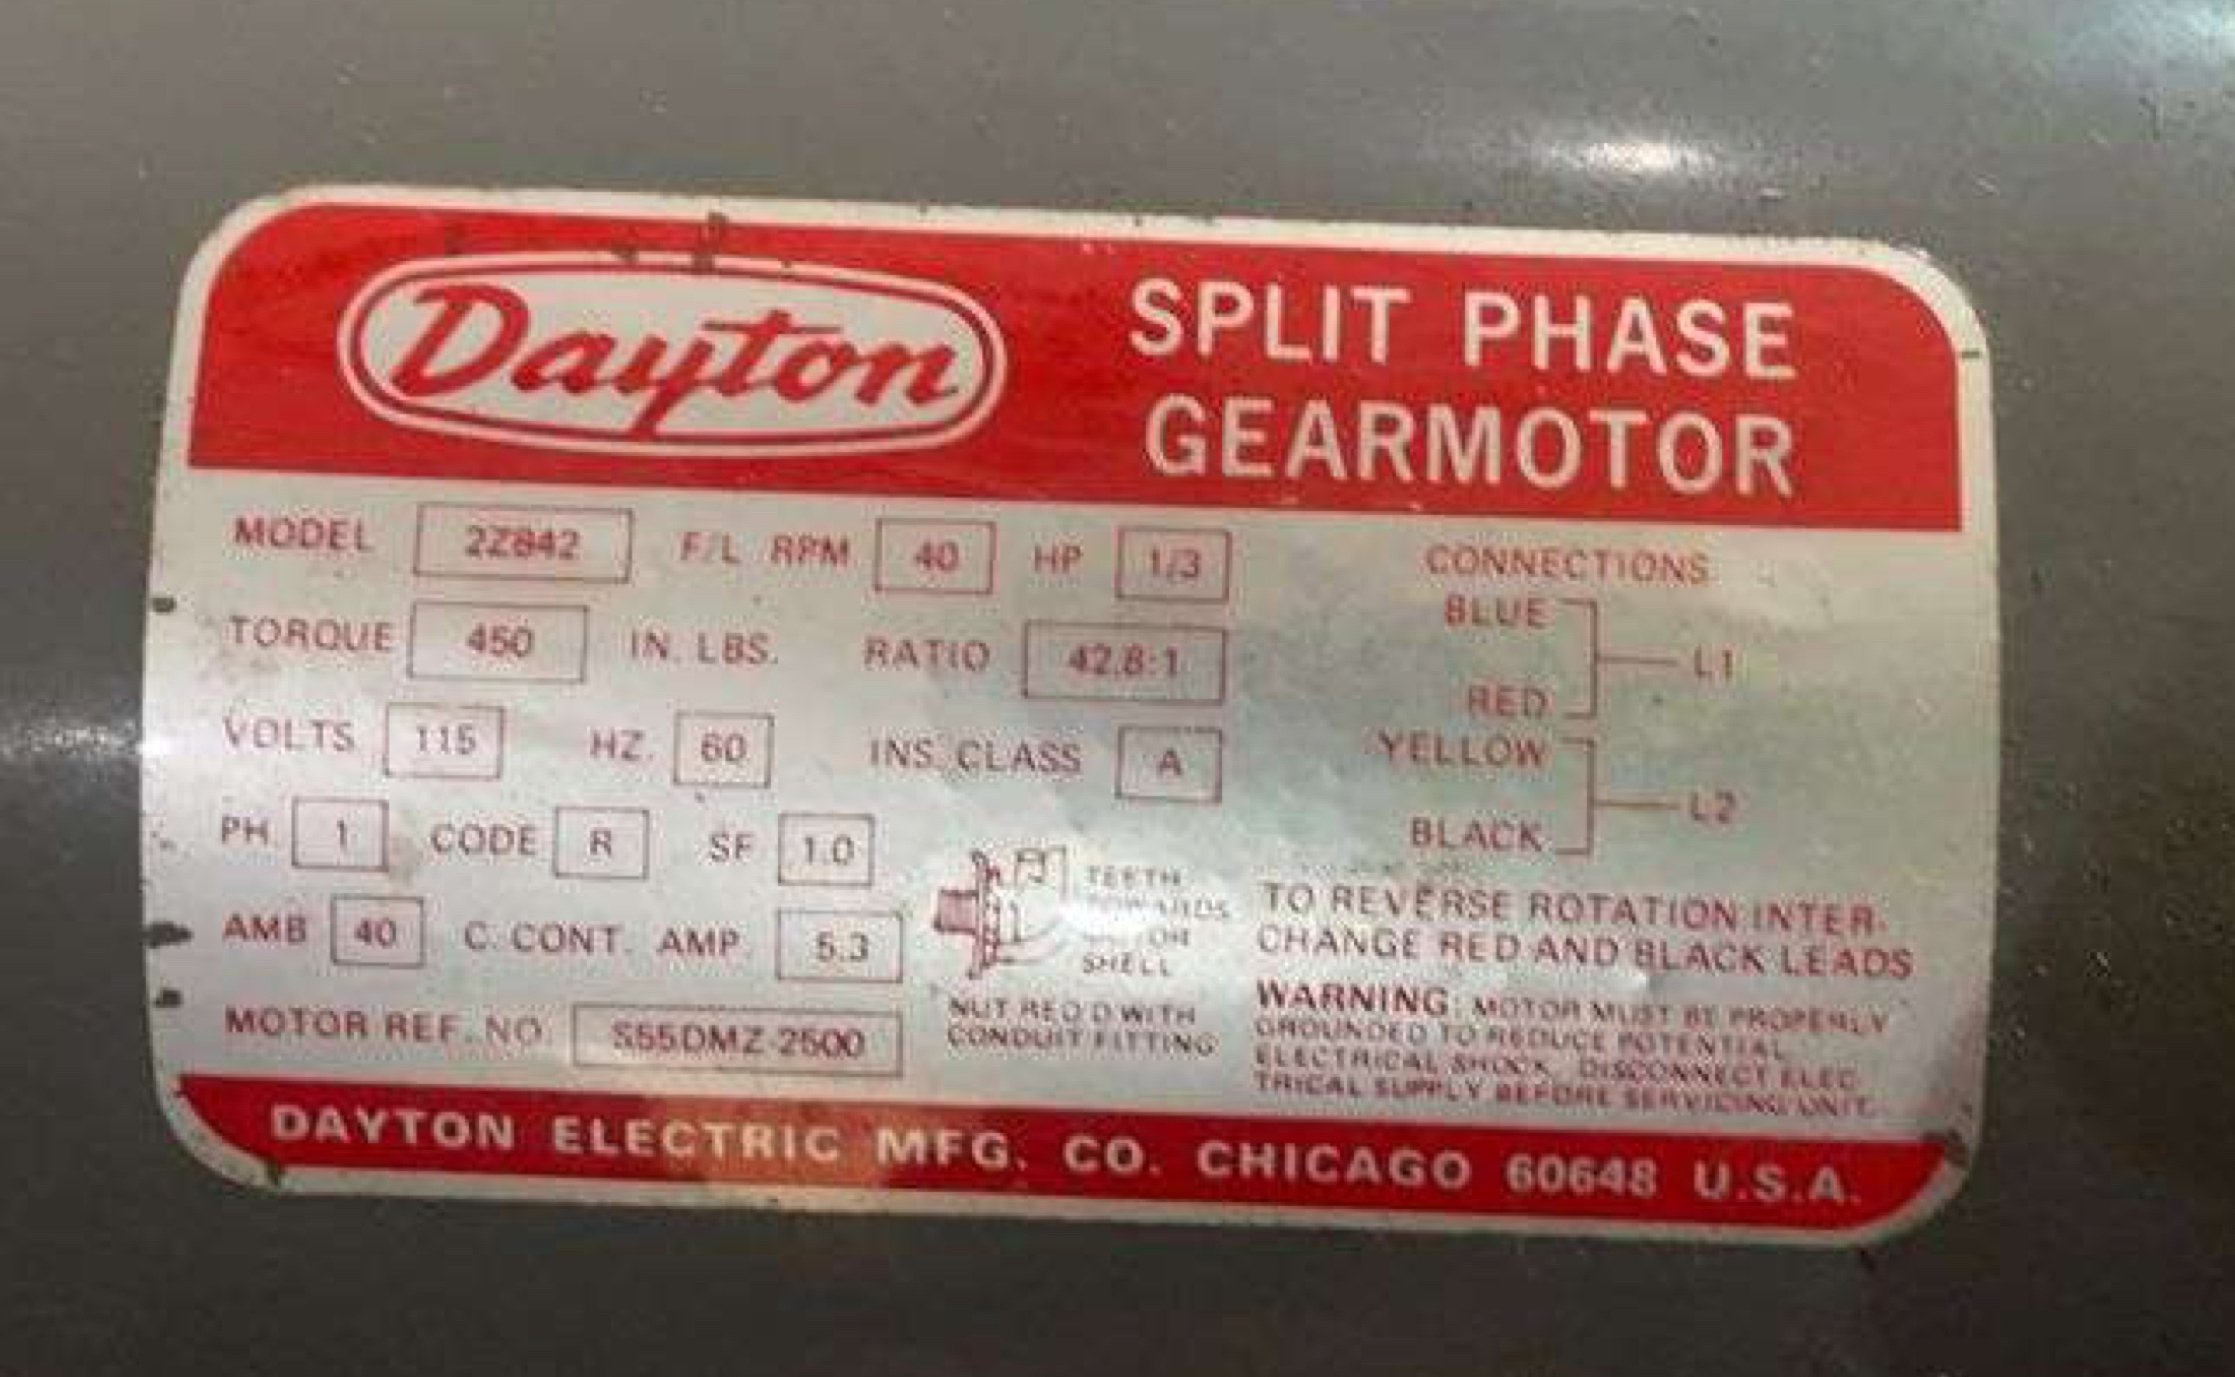 Dayton
SPLIT PHASE
GEARMOTOR
MODEL 2Z842 F/L RPM 40 HP 1/3
TORQUE 450 IN. LBS. RATIO 42.8:1
VOLTS 115 HZ. 60 INS. CLASS A
PH 1 CODE R SF 1.0
AMB 40 C. CONT. AMP 5.3
MOTOR REF. NO. S55DMZ-2500
TEETH
TOWARDS
MOTOR
SHELL
NUT REQ'D WITH
CONDUIT FITTING
CONNECTIONS
BLUE
L1
RED
YELLOW
L2
BLACK
TO REVERSE ROTATION INTER-
CHANGE RED AND BLACK LEADS
WARNING: MOTOR MUST BE PROPERLY
GROUNDED TO REDUCE POTENTIAL
ELECTRICAL SHOCK. DISCONNECT ELEC-
TRICAL SUPPLY BEFORE SERVICING UNIT.
DAYTON ELECTRIC MFG. CO. CHICAGO 60648 U.S.A.